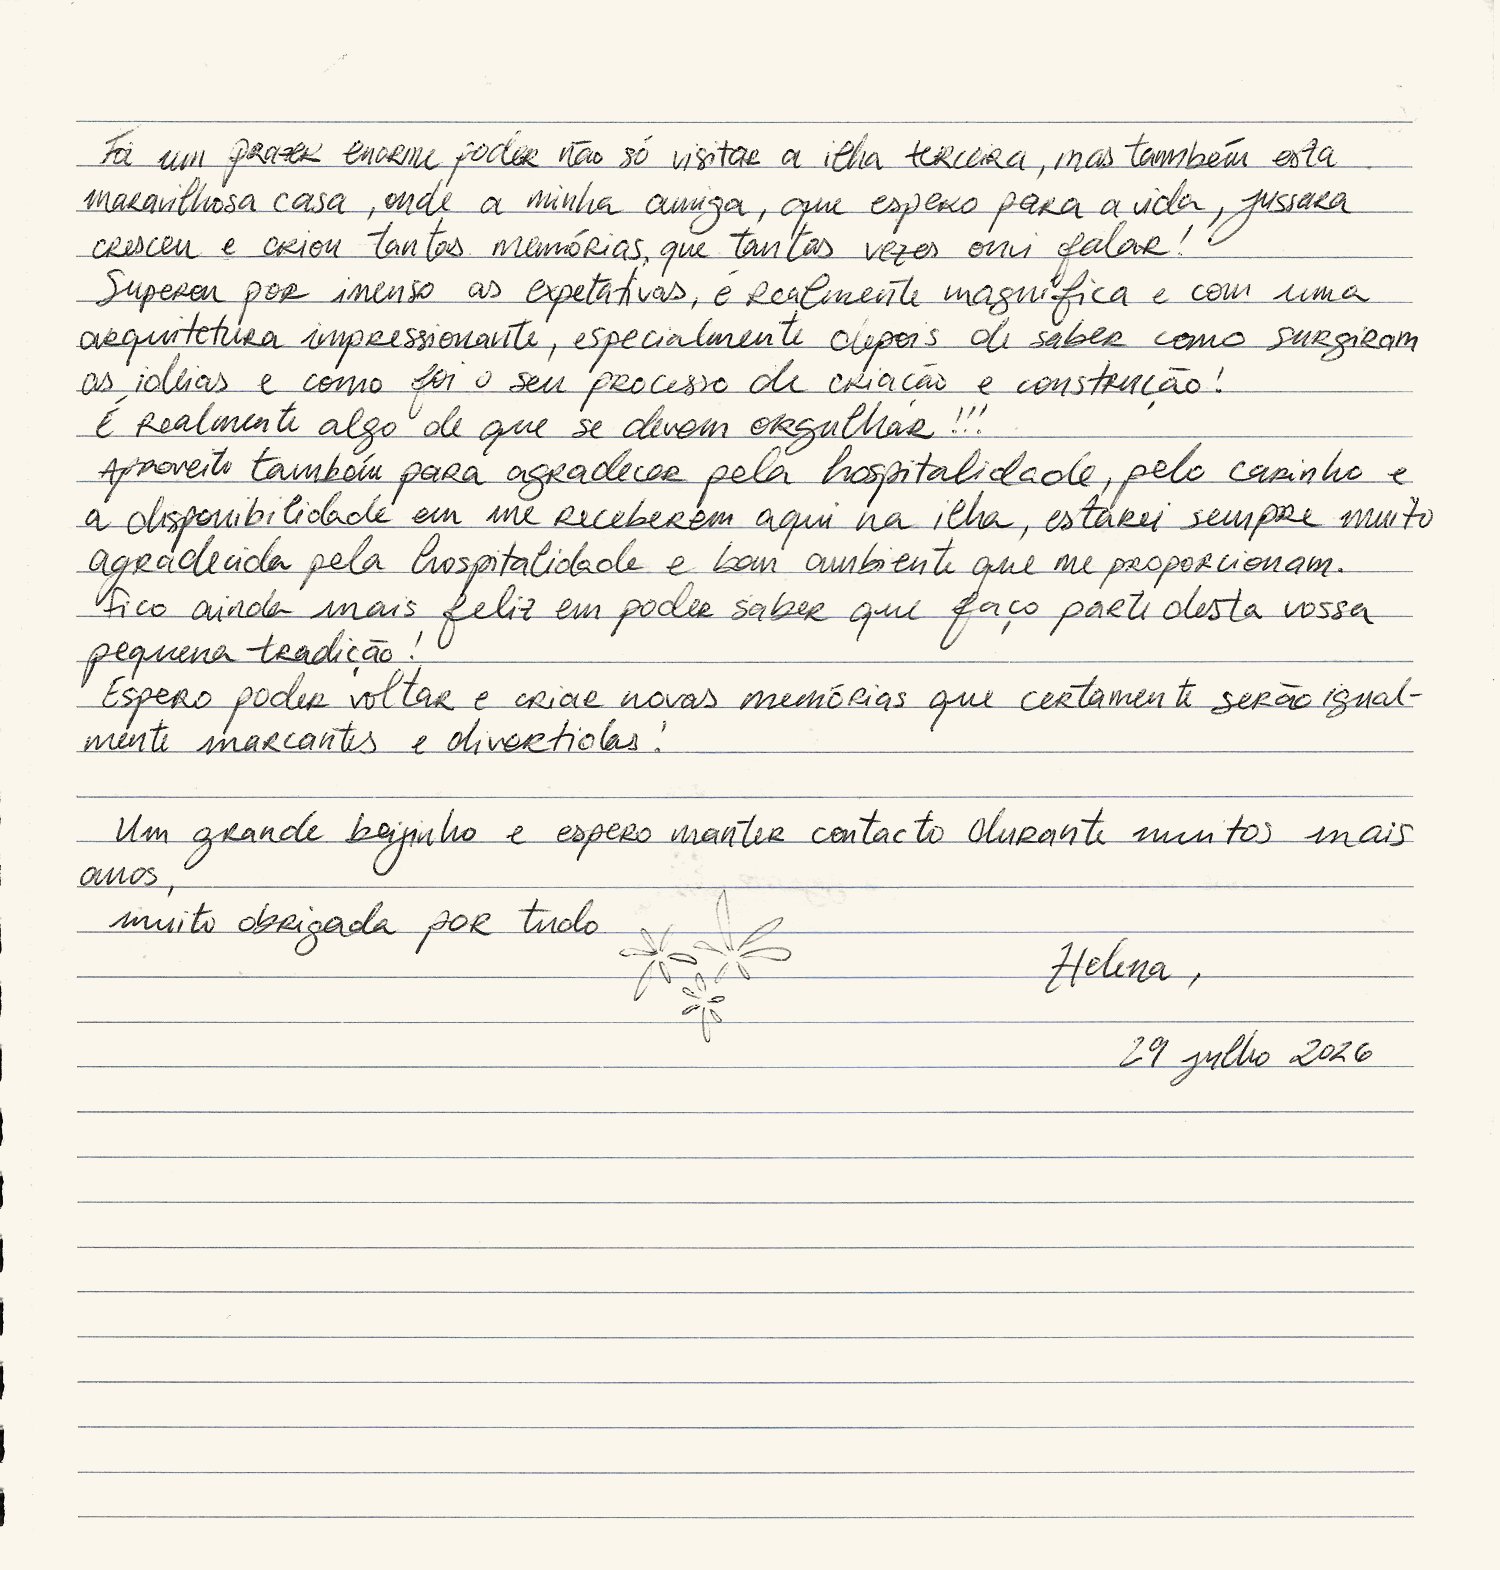 Foi um prazer enorme poder não só visitar a ilha terceira, mas também esta
maravilhosa casa, onde a minha amiga, que espero para a vida, Jussara
cresceu e criou tantas memórias, que tantas vezes ouvi falar!
Superou por imenso as expetativas, é realmente magnífica e com uma
arquitetura impressionante, especialmente depois de saber como surgiram
as ideias e como foi o seu processo de criação e construção!
É realmente algo de que se devem orgulhar!!!
Aproveito também para agradecer pela hospitalidade, pelo carinho e
a disponibilidade em me receberem aqui na ilha, estarei sempre muito
agradecida pela hospitalidade e bom ambiente que me proporcionam.
Fico ainda mais feliz em poder saber que faço parte desta vossa
pequena tradição!
Espero poder voltar e criar novas memórias que certamente serão igual-
mente marcantes e divertidas!
Um grande beijinho e espero manter contacto durante muitos mais
anos,
muito obrigada por tudo
Helena,
29 julho 2026